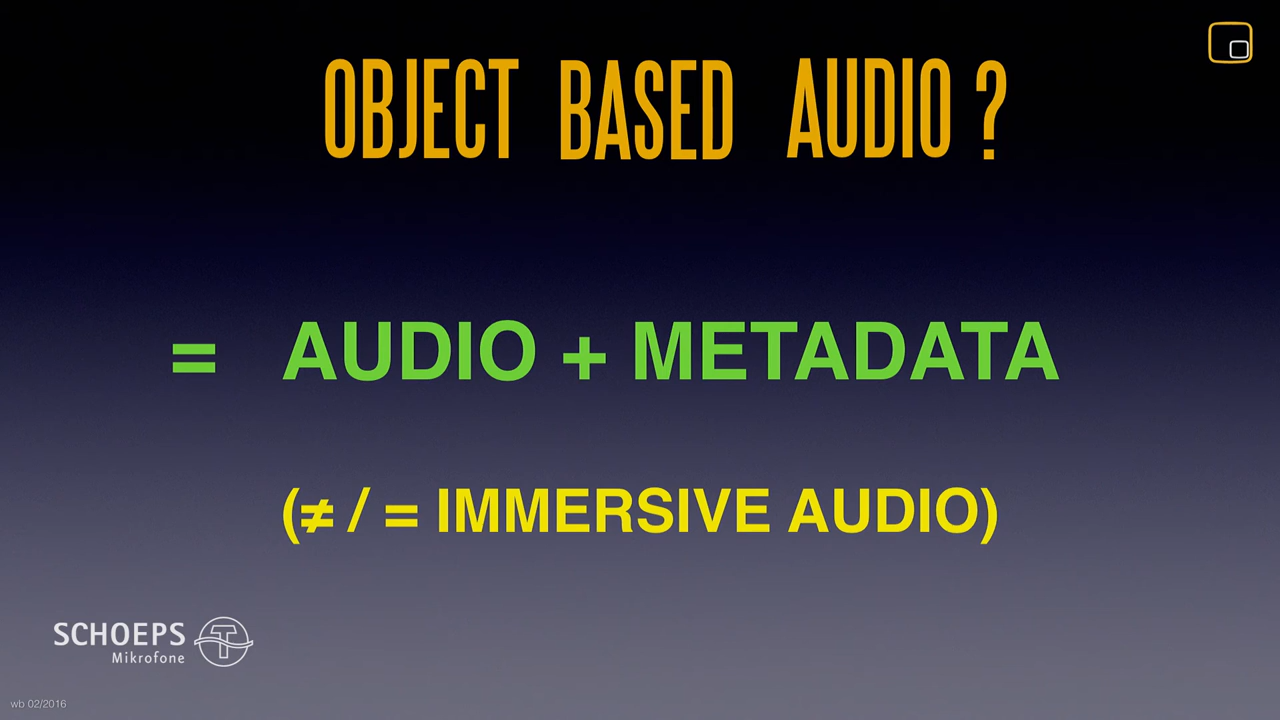 OBJECT BASED AUDIO ?
= AUDIO + METADATA
(≠ / = IMMERSIVE AUDIO)
SCHOEPS
Mikrofone
wb 02/2016